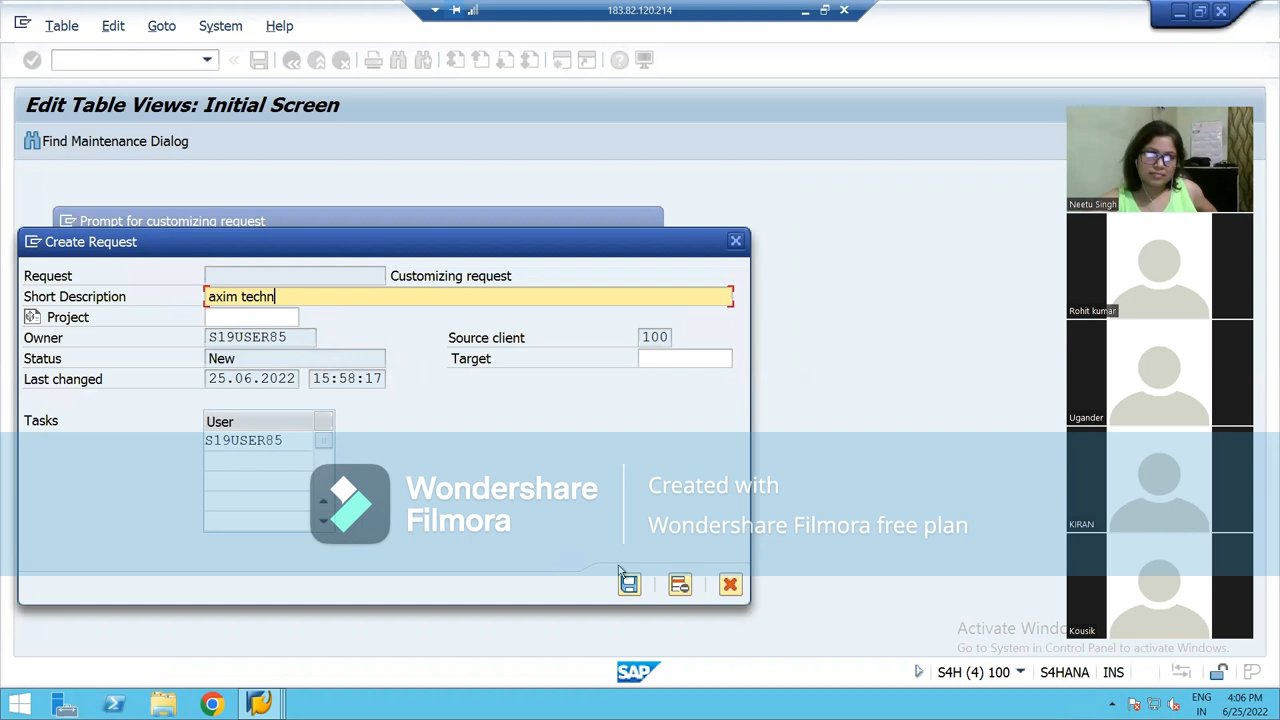 183.82.120.214
Table Edit Goto System Help
Edit Table Views: Initial Screen
Find Maintenance Dialog
Prompt for customizing request
Create Request
Request Customizing request
Short Description axim techn
Project
Owner S19USER85 Source client 100
Status New Target
Last changed 25.06.2022 15:58:17
Tasks User
S19USER85
Wondershare Filmora
Created with
Wondershare Filmora free plan
Neetu Singh
Rohit kumar
Ugander
KIRAN
Kousik
Activate Windo
Go to System in Control Panel to activate Windows.
SAP S4H (4) 100 S4HANA INS
ENG
IN
4:06 PM
6/25/2022